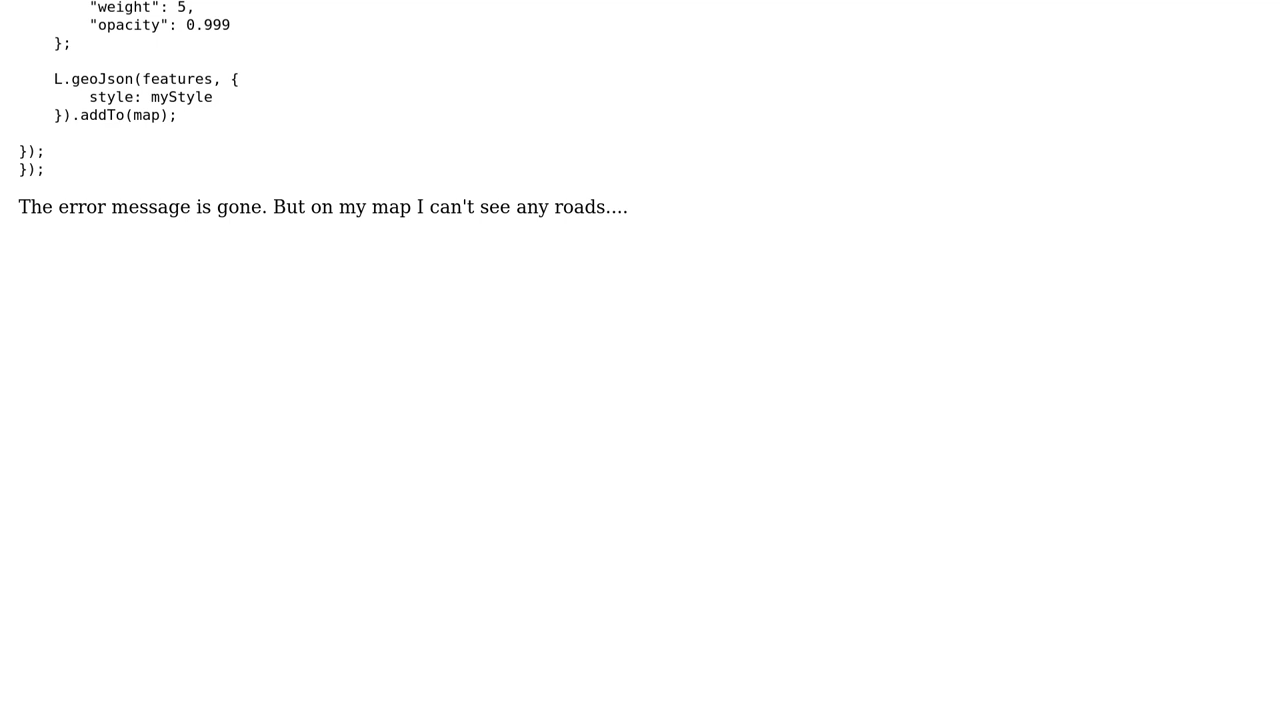 "weight": 5,
"opacity": 0.999
};
L.geoJson(features, {
style: myStyle
}).addTo(map);
});
});
The error message is gone. But on my map I can't see any roads....